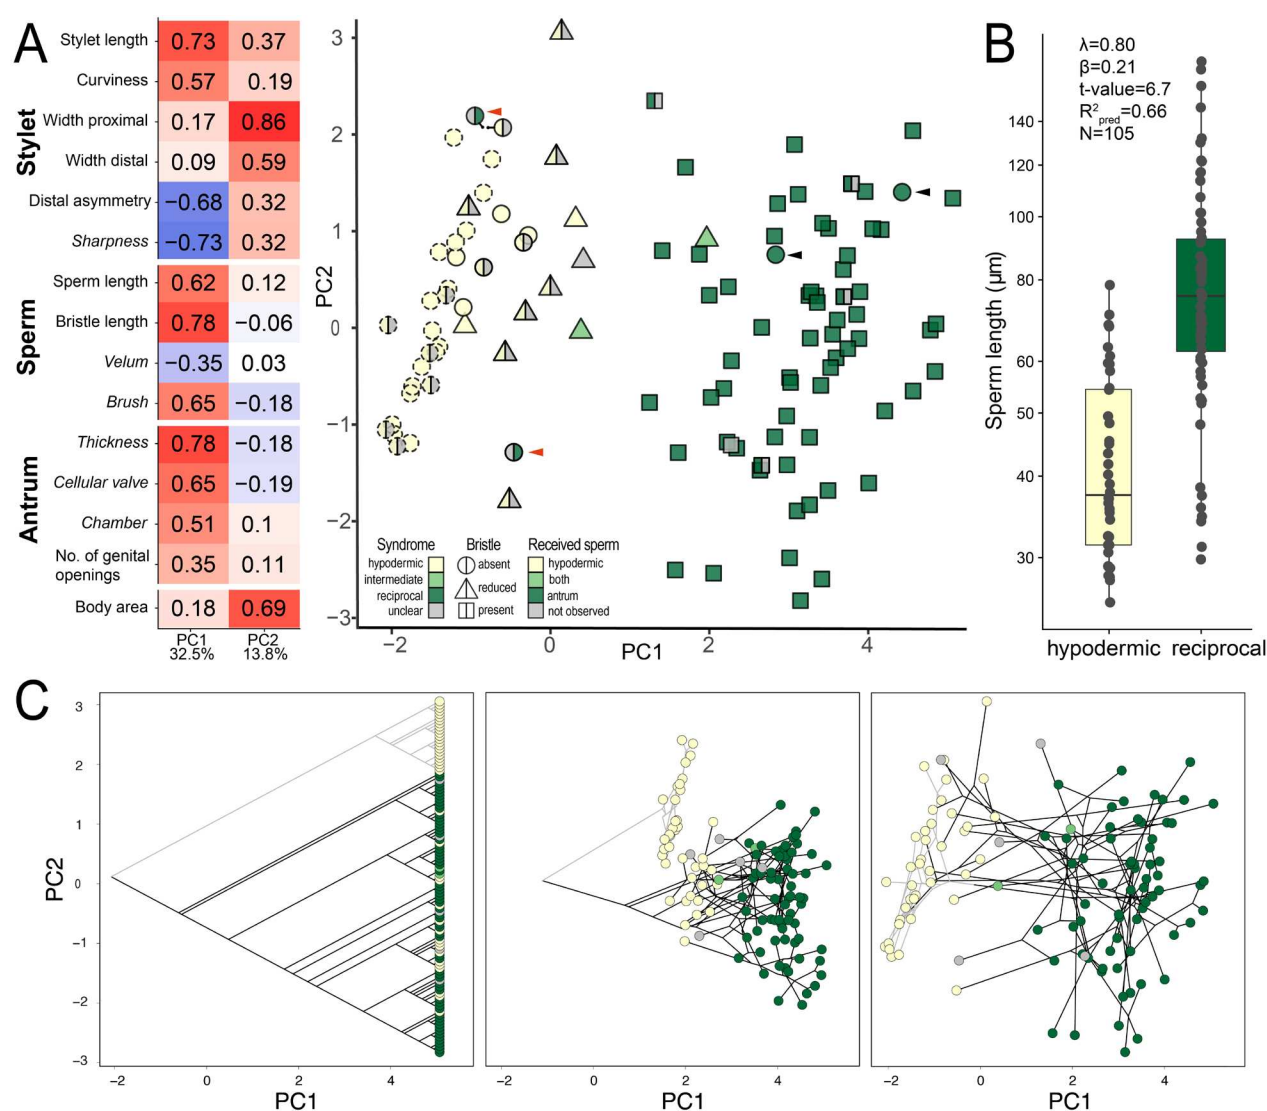 A
Stylet
Stylet length 0.73 0.37
Curviness 0.57 0.19
Width proximal 0.17 0.86
Width distal 0.09 0.59
Distal asymmetry −0.68 0.32
Sharpness −0.73 0.32
Sperm
Sperm length 0.62 0.12
Bristle length 0.78 −0.06
Velum −0.35 0.03
Brush 0.65 −0.18
Antrum
Thickness 0.78 −0.18
Cellular valve 0.65 −0.19
Chamber 0.51 0.1
No. of genital
openings 0.35 0.11
Body area 0.18 0.69
PC1 PC2
32.5% 13.8%
PC2
3
2
1
0
−1
−2
−3
−2 0 2 4
PC1
Syndrome Bristle Received sperm
hypodermic absent hypodermic
intermediate reduced both
reciprocal present antrum
unclear not observed
B
λ=0.80
β=0.21
t-value=6.7
R²pred=0.66
N=105
Sperm length (µm)
140
120
100
80
60
50
40
30
hypodermic reciprocal
C
PC2
3
2
1
0
−1
−2
−3
−2 0 2 4
PC1
−2 0 2 4
PC1
−2 0 2 4
PC1